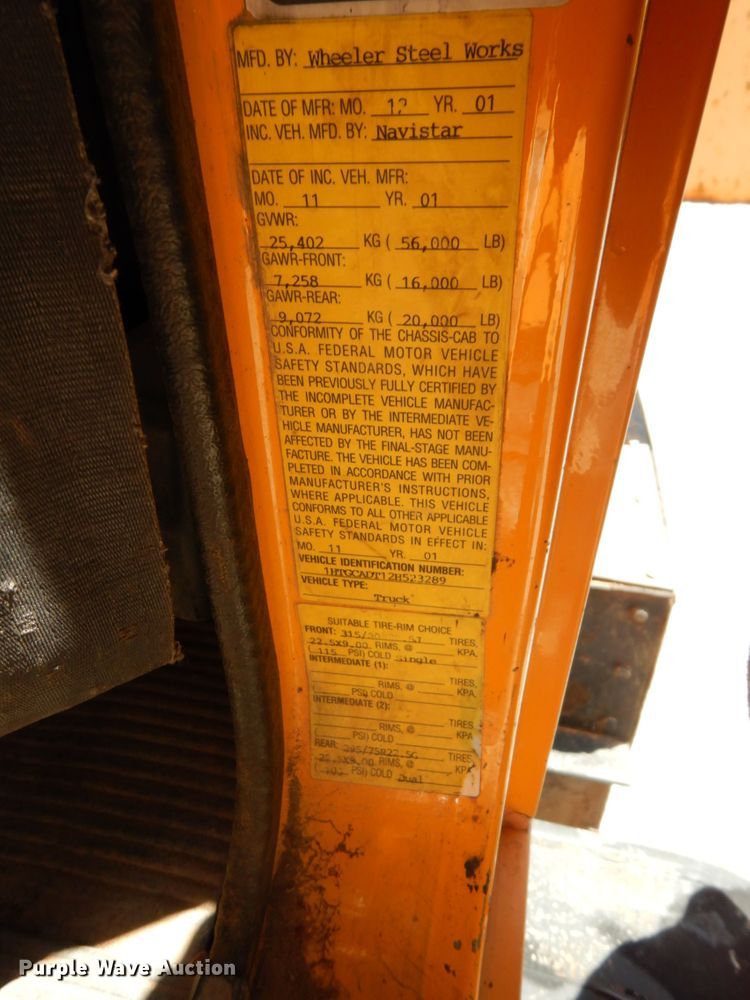 MFD. BY: Wheeler Steel Works
DATE OF MFR: MO. 12 YR. 01
INC. VEH. MFD. BY: Navistar
DATE OF INC. VEH. MFR:
MO. 11 YR. 01
GVWR:
25,402 KG ( 56,000 LB)
GAWR-FRONT:
7,258 KG ( 16,000 LB)
GAWR-REAR:
9,072 KG ( 20,000 LB)
CONFORMITY OF THE CHASSIS-CAB TO
U.S.A. FEDERAL MOTOR VEHICLE
SAFETY STANDARDS, WHICH HAVE
BEEN PREVIOUSLY FULLY CERTIFIED BY
THE INCOMPLETE VEHICLE MANUFAC-
TURER OR BY THE INTERMEDIATE VE-
HICLE MANUFACTURER, HAS NOT BEEN
AFFECTED BY THE FINAL-STAGE MANU-
FACTURE. THE VEHICLE HAS BEEN COM-
PLETED IN ACCORDANCE WITH PRIOR
MANUFACTURER'S INSTRUCTIONS,
WHERE APPLICABLE. THIS VEHICLE
CONFORMS TO ALL OTHER APPLICABLE
U.S.A. FEDERAL MOTOR VEHICLE
SAFETY STANDARDS IN EFFECT IN:
MO. 11 YR. 01
VEHICLE IDENTIFICATION NUMBER:
1HTGCADT12H523289
VEHICLE TYPE:
Truck
SUITABLE TIRE-RIM CHOICE
FRONT: TIRES,
22.5X9.00 RIMS, @ KPA
( 115 PSI) COLD Single
INTERMEDIATE (1):
TIRES,
RIMS, @ KPA
( PSI) COLD
INTERMEDIATE (2):
TIRES
RIMS, @ KPA
( PSI) COLD
REAR: TIRES,
RIMS, @ KPA
PSI) COLD Dual
Purple Wave Auction